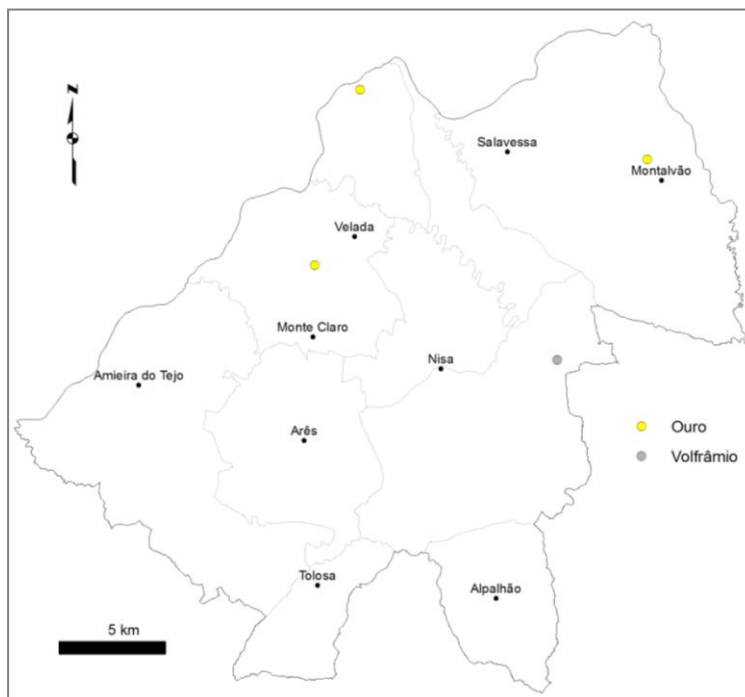 N
Salavessa
Montalvão
Velada
Monte Claro
Nisa
Amieira do Tejo
Arês
Ouro
Volfrâmio
Tolosa
Alpalhão
5 km